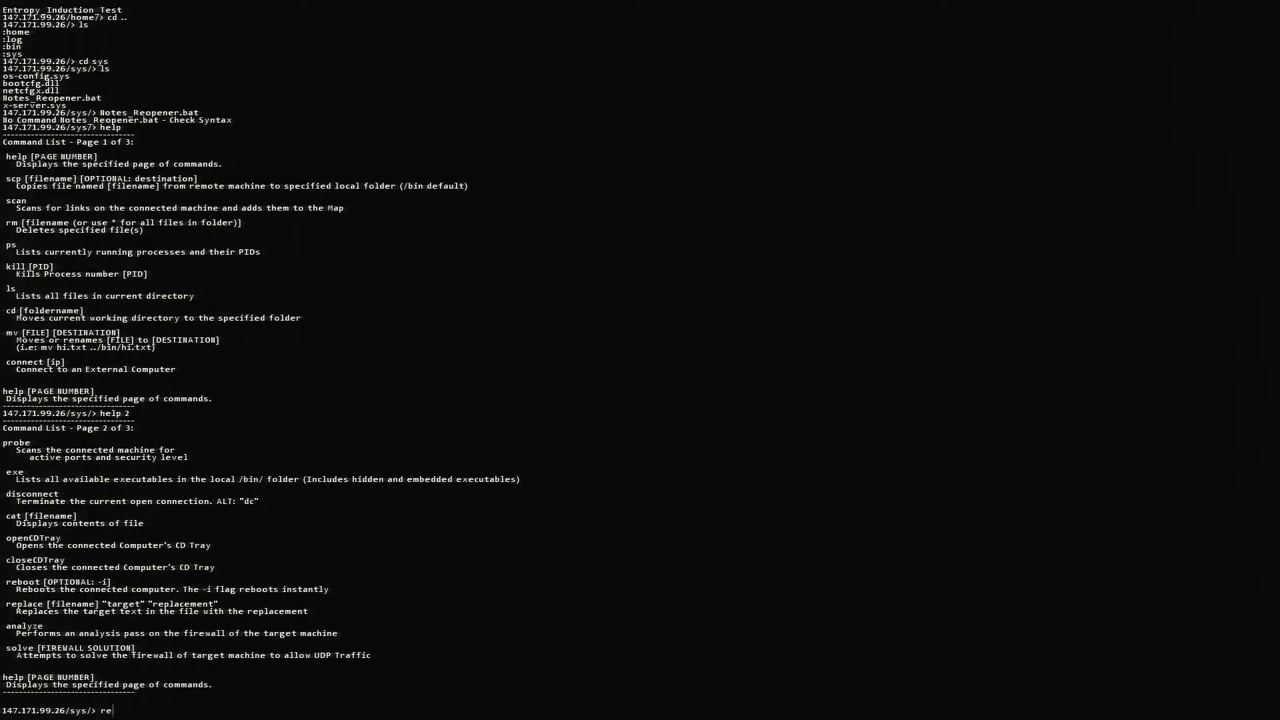 Entropy_Induction_Test
147.171.99.26/home7> cd ..
147.171.99.26/> ls
:home
:log
:bin
:sys
147.171.99.26/> cd sys
147.171.99.26/sys/> ls
os-config.sys
bootcfg.dll
netcfgx.dll
Notes_Reopener.bat
x-server.sys
147.171.99.26/sys/> Notes_Reopener.bat
No Command Notes_Reopener.bat - Check Syntax
147.171.99.26/sys/> help
---------------------------------
Command List - Page 1 of 3:
help [PAGE NUMBER]
Displays the specified page of commands.
scp [filename] [OPTIONAL: destination]
Copies file named [filename] from remote machine to specified local folder (/bin default)
scan
Scans for links on the connected machine and adds them to the Map
rm [filename (or use * for all files in folder)]
Deletes specified file(s)
ps
Lists currently running processes and their PIDs
kill [PID]
Kills Process number [PID]
ls
Lists all files in current directory
cd [foldername]
Moves current working directory to the specified folder
mv [FILE] [DESTINATION]
Moves or renames [FILE] to [DESTINATION]
(i.e: mv hi.txt ../bin/hi.txt)
connect [ip]
Connect to an External Computer
help [PAGE NUMBER]
Displays the specified page of commands.
---------------------------------
147.171.99.26/sys/> help 2
---------------------------------
Command List - Page 2 of 3:
probe
Scans the connected machine for
active ports and security level
exe
Lists all available executables in the local /bin/ folder (Includes hidden and embedded executables)
disconnect
Terminate the current open connection. ALT: "dc"
cat [filename]
Displays contents of file
openCDTray
Opens the connected Computer's CD Tray
closeCDTray
Closes the connected Computer's CD Tray
reboot [OPTIONAL: -i]
Reboots the connected computer. The -i flag reboots instantly
replace [filename] "target" "replacement"
Replaces the target text in the file with the replacement
analyze
Performs an analysis pass on the firewall of the target machine
solve [FIREWALL SOLUTION]
Attempts to solve the firewall of target machine to allow UDP Traffic
help [PAGE NUMBER]
Displays the specified page of commands.
---------------------------------
147.171.99.26/sys/> re